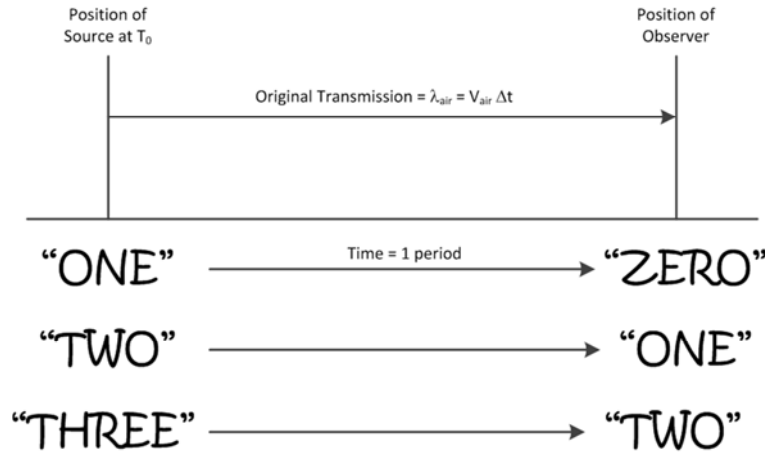 Position of
Source at T₀
Position of
Observer
Original Transmission = λair = Vair Δt
“ONE”
Time = 1 period
“ZERO”
“TWO”
“ONE”
“THREE”
“TWO”